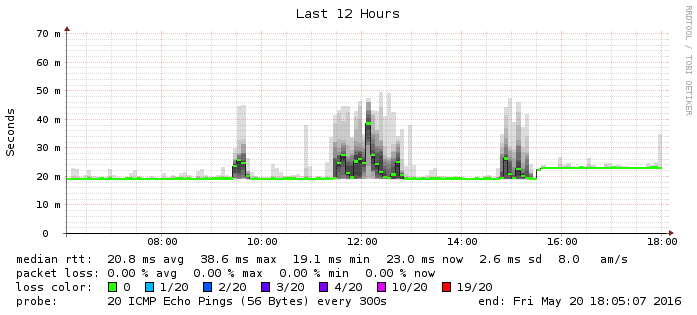 Last 12 Hours
RRDTOOL / TOBI OETIKER
Seconds
70 m
60 m
50 m
40 m
30 m
20 m
10 m
0
08:00 10:00 12:00 14:00 16:00 18:00
median rtt: 20.8 ms avg 38.6 ms max 19.1 ms min 23.0 ms now 2.6 ms sd 8.0 am/s
packet loss: 0.00 % avg 0.00 % max 0.00 % min 0.00 % now
loss color: 0 1/20 2/20 3/20 4/20 10/20 19/20
probe: 20 ICMP Echo Pings (56 Bytes) every 300s end: Fri May 20 18:05:07 2016